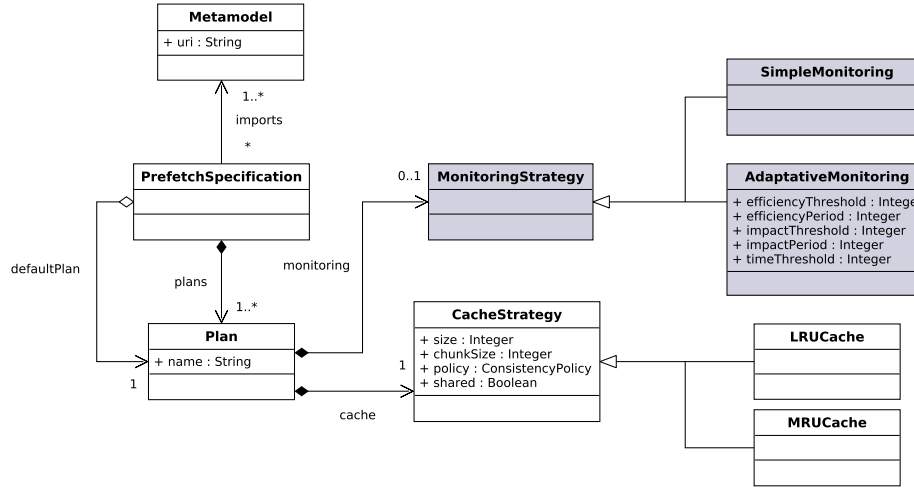 Metamodel
+ uri : String
1..*
imports
*
PrefetchSpecification
defaultPlan
plans
1..*
1
Plan
+ name : String
monitoring
0..1
MonitoringStrategy
SimpleMonitoring
AdaptativeMonitoring
+ efficiencyThreshold : Intege
+ efficiencyPeriod : Integer
+ impactThreshold : Integer
+ impactPeriod : Integer
+ timeThreshold : Integer
cache
1
CacheStrategy
+ size : Integer
+ chunkSize : Integer
+ policy : ConsistencyPolicy
+ shared : Boolean
LRUCache
MRUCache